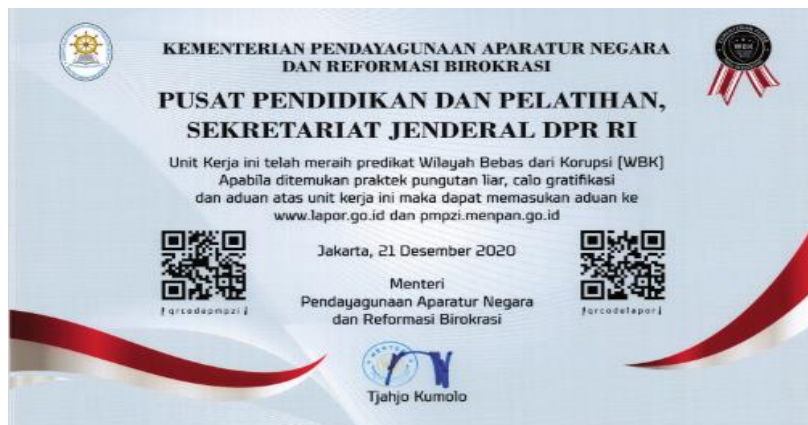 KEMENTERIAN PENDAYAGUNAAN APARATUR NEGARA
DAN REFORMASI BIROKRASI
WBK
PUSAT PENDIDIKAN DAN PELATIHAN,
SEKRETARIAT JENDERAL DPR RI
Unit Kerja ini telah meraih predikat Wilayah Bebas dari Korupsi (WBK)
Apabila ditemukan praktek pungutan liar, calo gratifikasi
dan aduan atas unit kerja ini maka dapat memasukan aduan ke
www.lapor.go.id dan pmpzi.menpan.go.id
Jakarta, 21 Desember 2020
Menteri
Pendayagunaan Aparatur Negara
dan Reformasi Birokrasi
[qrcodepmpzi]
[qrcodelapor]
Tjahjo Kumolo